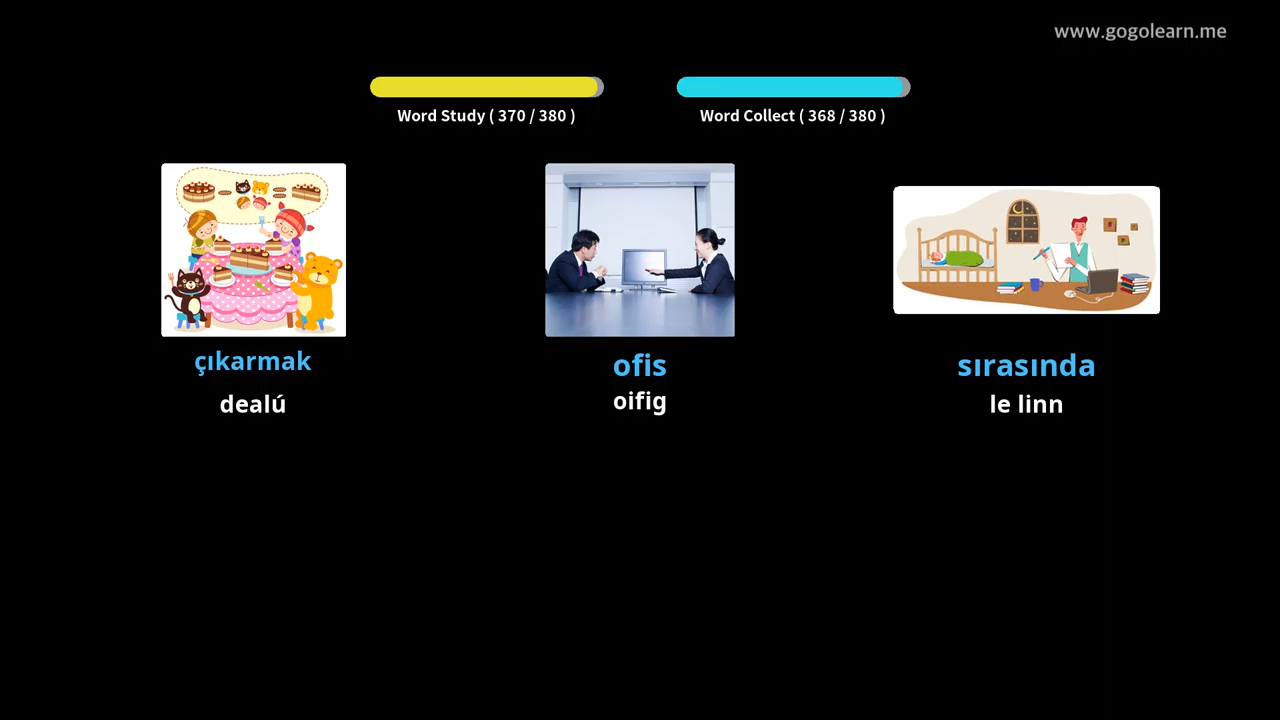 www.gogolearn.me
Word Study ( 370 / 380 )
Word Collect ( 368 / 380 )
çıkarmak
dealú
ofis
oifig
sırasında
le linn